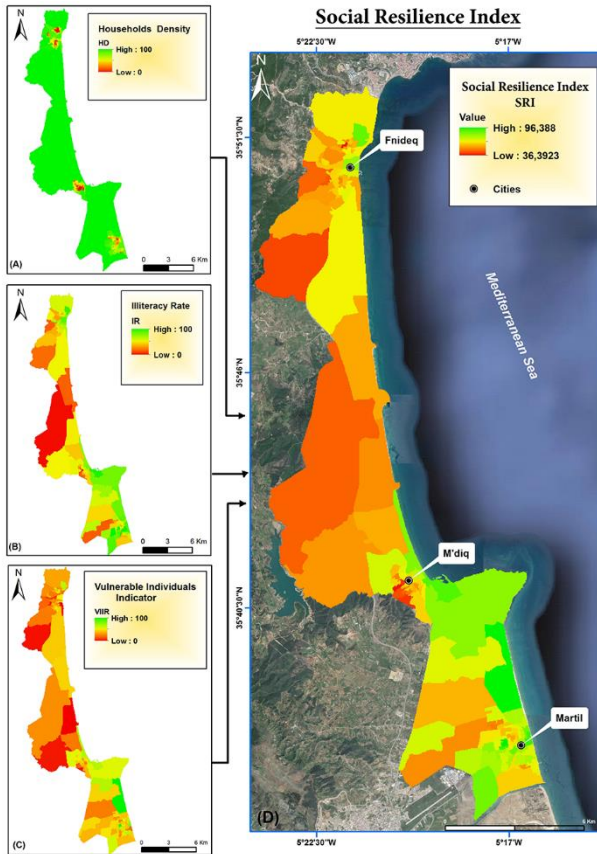 N
Households Density
HD
High : 100
Low : 0
0 3 6 Km
(A)
N
Illiteracy Rate
IR
High : 100
Low : 0
0 3 6 Km
(B)
N
Vulnerable Individuals
Indicator
VIIR
High : 100
Low : 0
0 3 6 Km
(C)
Social Resilience Index
5°22'30"W
5°17'W
N
Social Resilience Index
SRI
Value
High : 96,388
Low : 36,3923
Cities
35°51'30"N
35°46'N
35°40'30"N
Fnideq
Mediterranean Sea
M'diq
Martil
(D)
6 Km
5°22'30"W
5°17'W